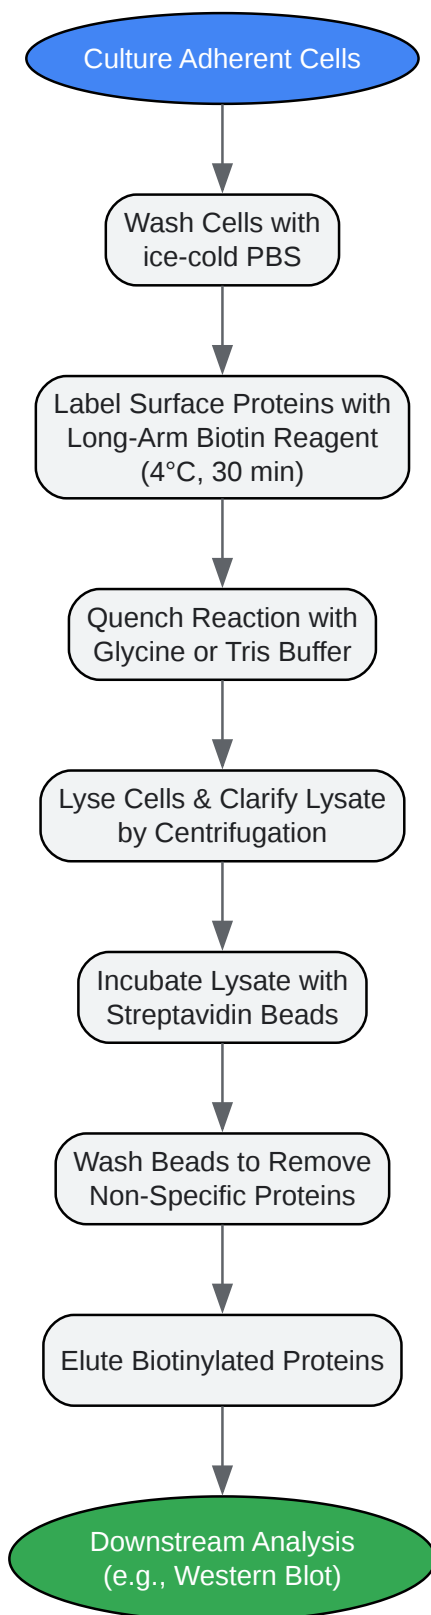 Culture Adherent Cells
Wash Cells with
ice-cold PBS
Label Surface Proteins with
Long-Arm Biotin Reagent
(4°C, 30 min)
Quench Reaction with
Glycine or Tris Buffer
Lyse Cells & Clarify Lysate
by Centrifugation
Incubate Lysate with
Streptavidin Beads
Wash Beads to Remove
Non-Specific Proteins
Elute Biotinylated Proteins
Downstream Analysis
(e.g., Western Blot)